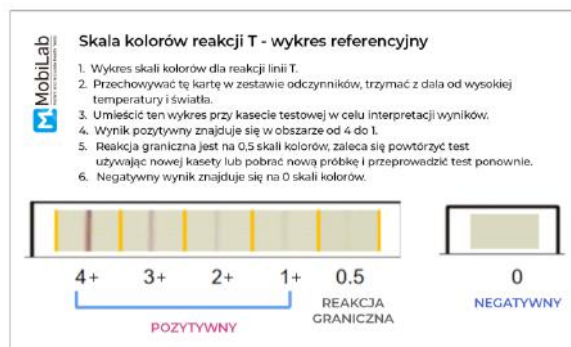 MobiLab
Skala kolorów reakcji T - wykres referencyjny
1. Wykres skali kolorów dla reakcji linii T.
2. Przechowywać tę kartę w zestawie odczynników, trzymać z dala od wysokiej
temperatury i światła.
3. Umieścić ten wykres przy kasecie testowej w celu interpretacji wyników.
4. Wynik pozytywny znajduje się w obszarze od 4 do 1.
5. Reakcja graniczna jest na 0,5 skali kolorów, zaleca się powtórzyć test
używając nowej kasety lub pobrać nową próbkę i przeprowadzić test ponownie.
6. Negatywny wynik znajduje się na 0 skali kolorów.
4+ 3+ 2+ 1+ 0.5 0
POZYTYWNY
REAKCJA
GRANICZNA
NEGATYWNY